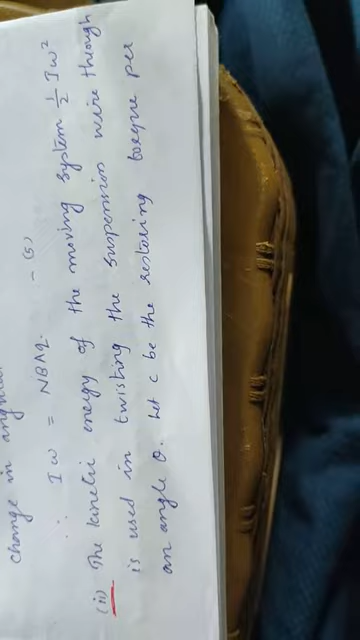 change in angular
∴ Iω = NBAq. – (5)
(ii) The kinetic energy of the moving system ½ Iω²
is used in twisting the suspension wire through
an angle θ. Let c be the restoring torque per